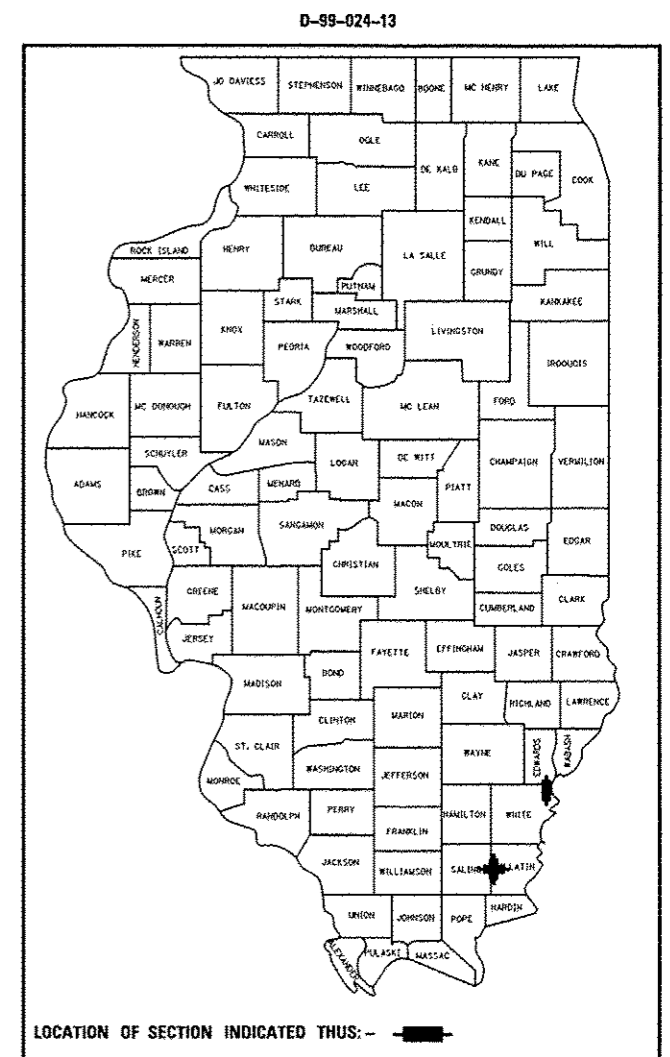 D-99-024-13
JO DAVIESS STEPHENSON WINNEBAGO BOONE MC HENRY LAKE
CARROLL OGLE DE KALB KANE DU PAGE COOK
WHITESIDE LEE
KENDALL WILL
ROCK ISLAND HENRY BUREAU LA SALLE GRUNDY
MERCER PUTNAM KANKAKEE
STARK MARSHALL
HENDERSON WARREN KNOX PEORIA WOODFORD LIVINGSTON IROQUOIS
HANCOCK MC DONOUGH FULTON TAZEWELL MC LEAN FORD
SCHUYLER MASON LOGAN DE WITT CHAMPAIGN VERMILION
ADAMS BROWN CASS MENARD MACON PIATT
PIKE SCOTT MORGAN SANGAMON CHRISTIAN MOULTRIE DOUGLAS EDGAR
COLES
CALHOUN GREENE MACOUPIN MONTGOMERY SHELBY CUMBERLAND CLARK
JERSEY
FAYETTE EFFINGHAM JASPER CRAWFORD
MADISON BOND
CLAY RICHLAND LAWRENCE
CLINTON MARION
ST. CLAIR WAYNE EDWARDS WABASH
MONROE WASHINGTON JEFFERSON
RANDOLPH PERRY HAMILTON WHITE
FRANKLIN
JACKSON WILLIAMSON SALIN LATIN
UNION JOHNSON POPE HARDIN
ALEXANDER PULASKI MASSAC
LOCATION OF SECTION INDICATED THUS:-